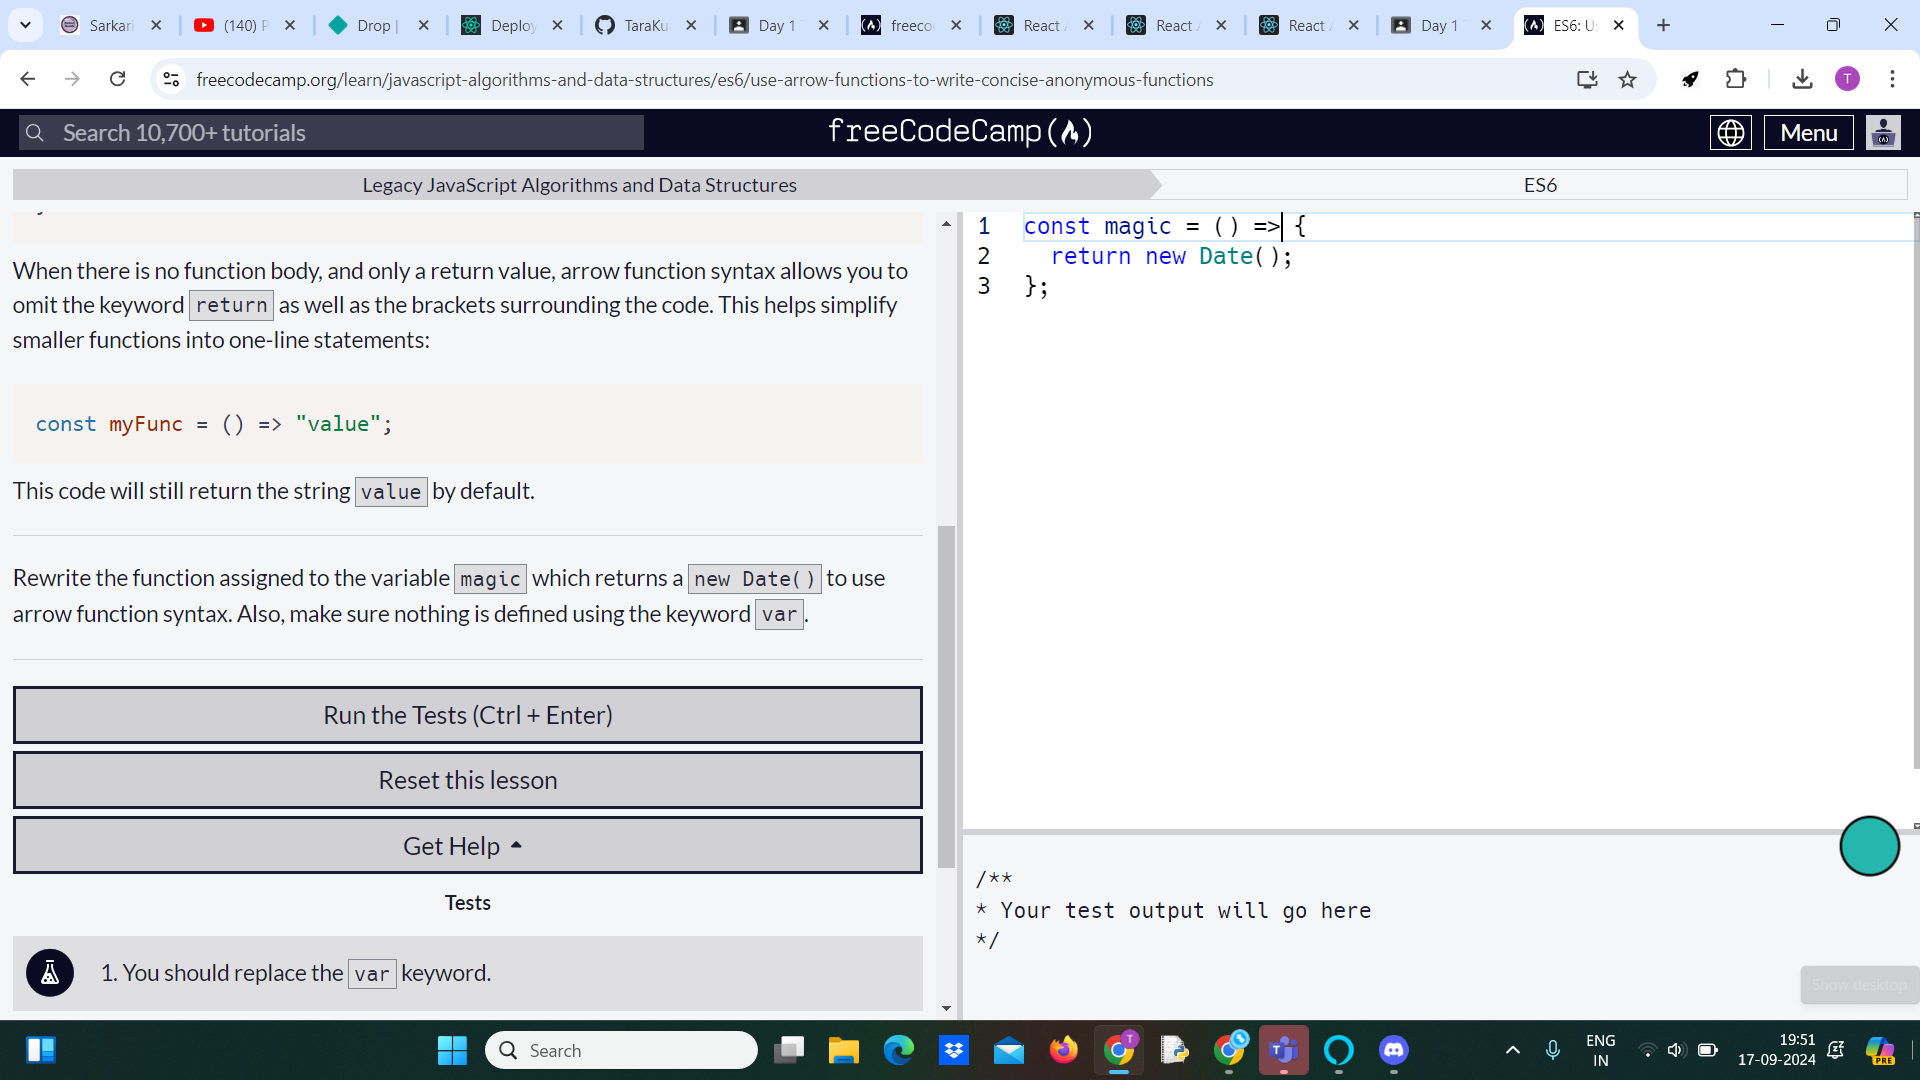 Sarkari
(140) P
Drop |
Deploy
TaraKu
Day 1
freeco
React
React
React
Day 1
ES6: U
freecodecamp.org/learn/javascript-algorithms-and-data-structures/es6/use-arrow-functions-to-write-concise-anonymous-functions
T
Search 10,700+ tutorials
freeCodeCamp
Menu
Legacy JavaScript Algorithms and Data Structures
ES6
When there is no function body, and only a return value, arrow function syntax allows you to
omit the keyword return as well as the brackets surrounding the code. This helps simplify
smaller functions into one-line statements:
const myFunc = () => "value";
This code will still return the string value by default.
Rewrite the function assigned to the variable magic which returns a new Date() to use
arrow function syntax. Also, make sure nothing is defined using the keyword var.
Run the Tests (Ctrl + Enter)
Reset this lesson
Get Help
Tests
1. You should replace the var keyword.
1 const magic = () => {
2 return new Date();
3 };
/**
* Your test output will go here
*/
Show desktop
Search
ENG
IN
19:51
17-09-2024
PRE